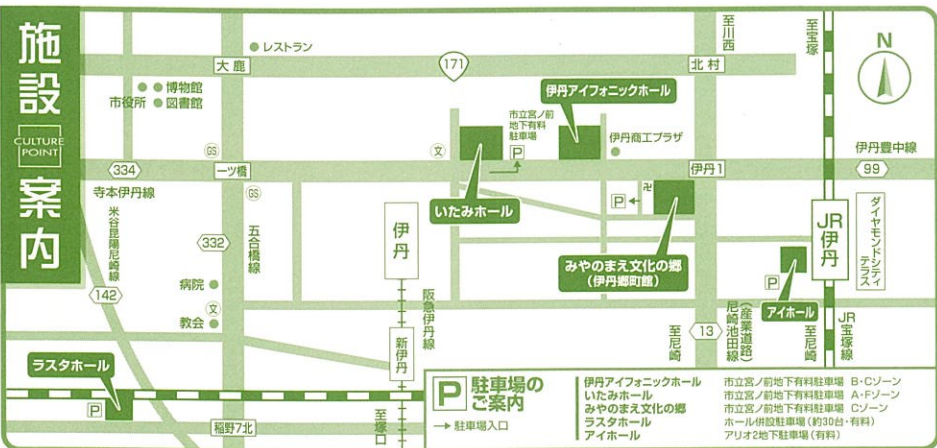 施設
CULTURE
POINT
案内
レストラン
大鹿
171
北村
至川西
至宝塚
N
博物館
市役所
図書館
伊丹アイフォニックホール
市立宮ノ前
地下有料
駐車場
P
伊丹商工プラザ
文
GS
334
一ツ橋
伊丹1
伊丹豊中線
99
寺本伊丹線
GS
いたみホール
P
卍
米谷昆陽尼崎線
332
五合橋線
伊丹
みやのまえ文化の郷
(伊丹郷町館)
JR
伊丹
ダイヤモンドシティ
テラス
P
アイホール
142
病院
文
教会
阪急伊丹線
新伊丹
至尼崎
13
(産業道路)
尼崎池田線
至尼崎
JR
宝塚線
ラスタホール
P
稲野7北
至塚口
P 駐車場の
ご案内
→ 駐車場入口
伊丹アイフォニックホール 市立宮ノ前地下有料駐車場 B・Cゾーン
いたみホール 市立宮ノ前地下有料駐車場 A・Fゾーン
みやのまえ文化の郷 市立宮ノ前地下有料駐車場 Cゾーン
ラスタホール ホール併設駐車場(約30台・有料)
アイホール アリオ2地下駐車場(有料)